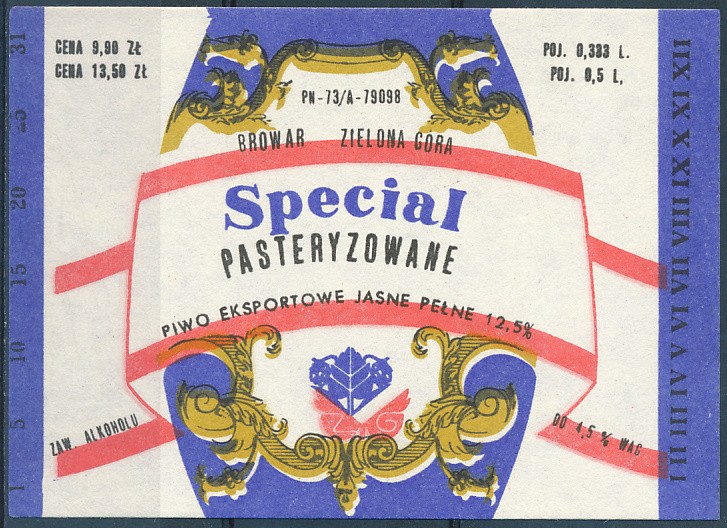 CENA 9,90 ZŁ
CENA 13,50 ZŁ
POJ. 0,333 L.
POJ. 0,5 L,
PN-73/A-79098
BROWAR ZIELONA GÓRA
Special
PASTERYZOWANE
PIWO EKSPORTOWE JASNE PEŁNE 12,5%
ZAW. ALKOHOLU
DO 4,5 % WAG
ZG
31
25
20
15
10
5
1
I II III IV V VI VII VIII IX X XI XII